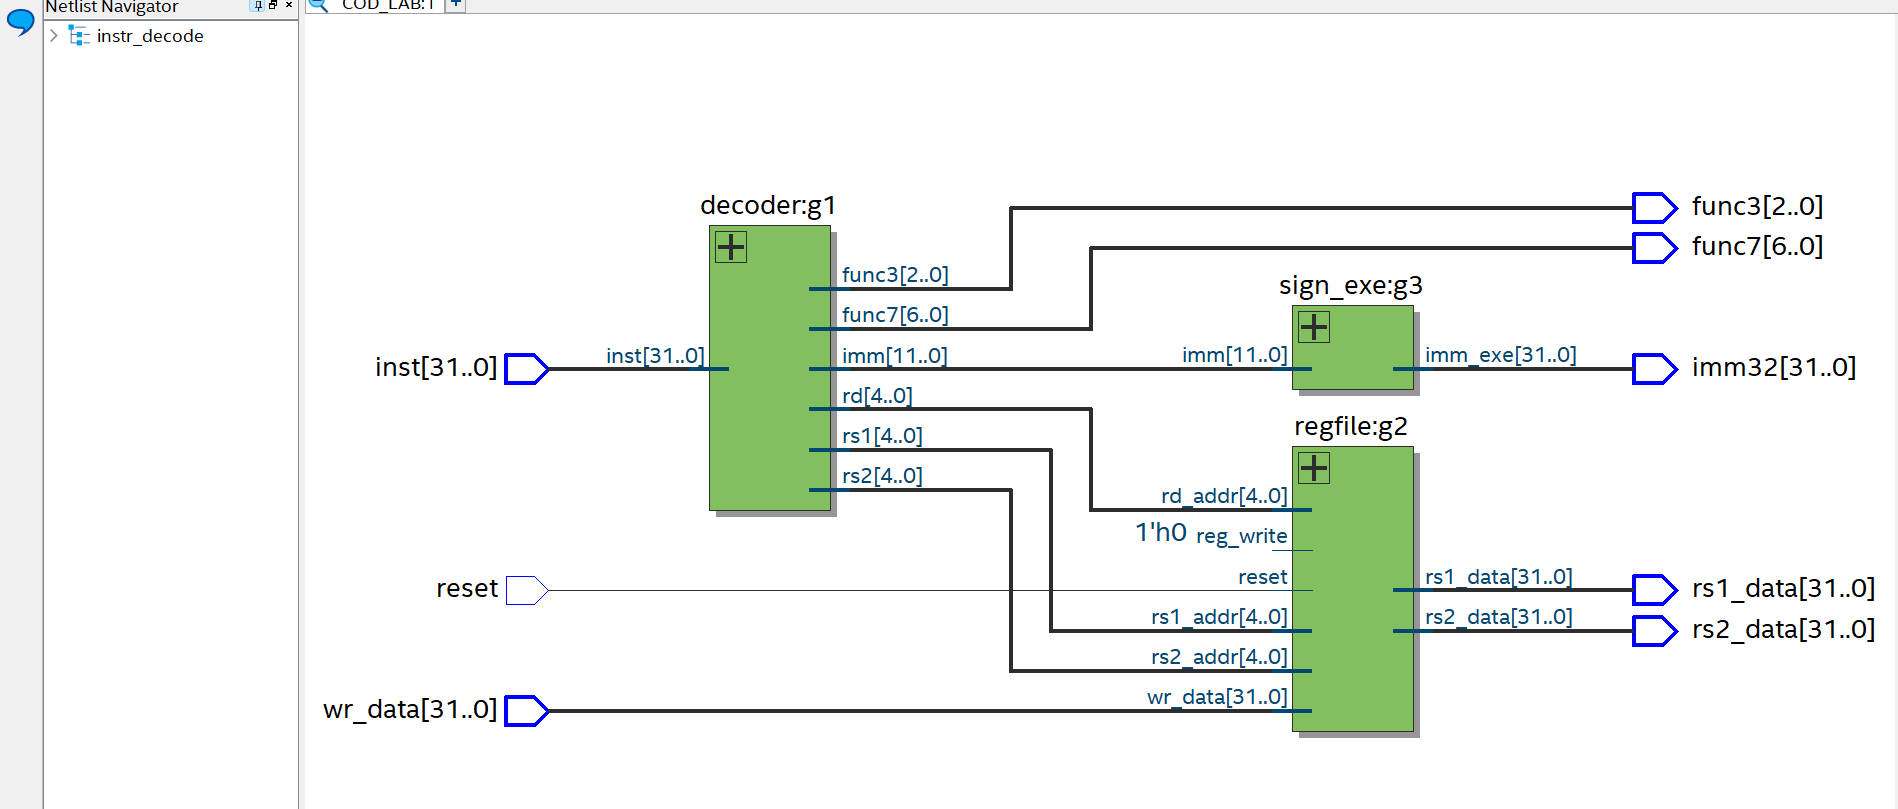 Netlist Navigator
COD_LAB:1
instr_decode
decoder:g1
func3[2..0]
func7[6..0]
imm[11..0]
rd[4..0]
rs1[4..0]
rs2[4..0]
inst[31..0]
inst[31..0]
sign_exe:g3
imm[11..0]
imm_exe[31..0]
regfile:g2
rd_addr[4..0]
1'h0 reg_write
reset
reset
rs1_addr[4..0]
rs2_addr[4..0]
wr_data[31..0]
wr_data[31..0]
rs1_data[31..0]
rs2_data[31..0]
func3[2..0]
func7[6..0]
imm32[31..0]
rs1_data[31..0]
rs2_data[31..0]